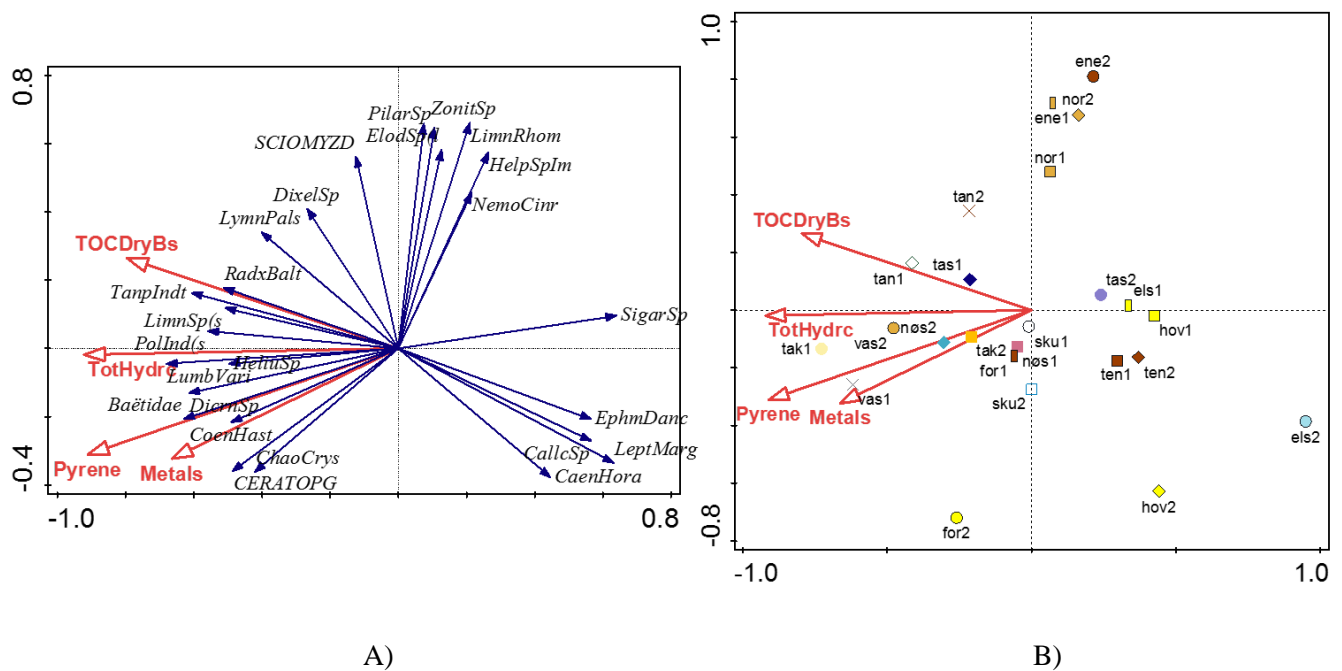 0.8
PilarSp
ZonitSp
SCIOMYZD
ElodSp(l
LimnRhom
HelpSpIm
DixelSp
NemoCinr
LymnPals
TOCDryBs
RadxBalt
TanpIndt
LimnSp(s
SigarSp
PolInd(s
TotHydrc
HeliuSp
LumbVari
Baëtidae
DicrnSp
EphmDanc
CoenHast
LeptMarg
Pyrene
Metals
ChaoCrys
CallcSp
CERATOPG
CaenHora
-0.4
-1.0
0.8
A)
1.0
ene2
nor2
ene1
nor1
tan2
TOCDryBs
tan1
tas1
tas2
els1
hov1
TotHydrc
nøs2
tak1
vas2
tak2
sku1
for1
nøs1
ten1
ten2
Pyrene
vas1
Metals
sku2
els2
hov2
for2
-0.8
-1.0
1.0
B)